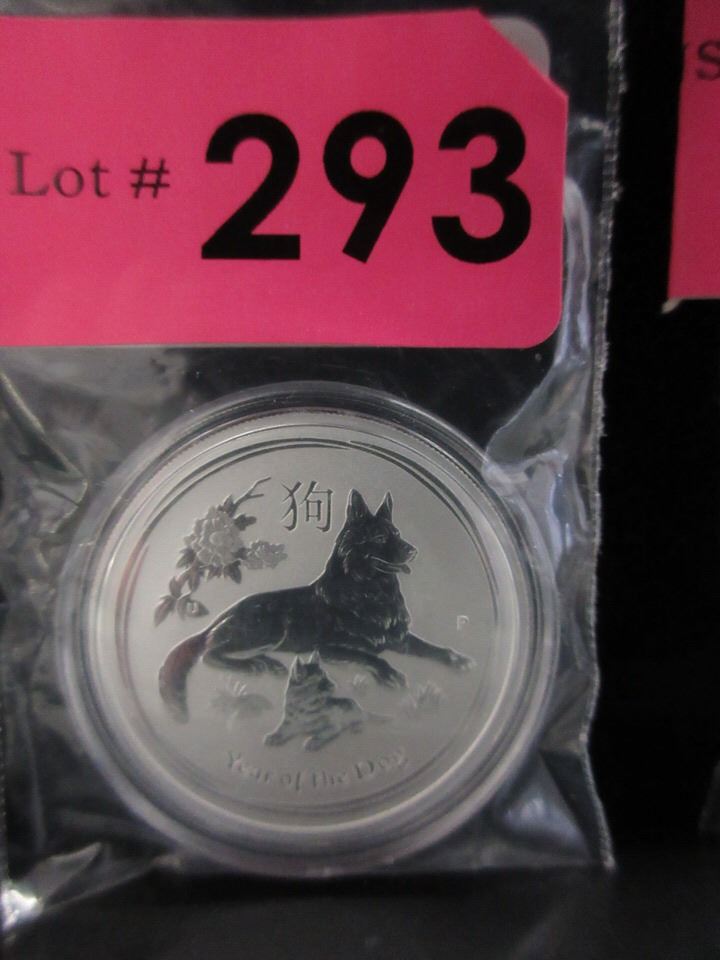 Lot # 293
狗
P
Year of the Dog